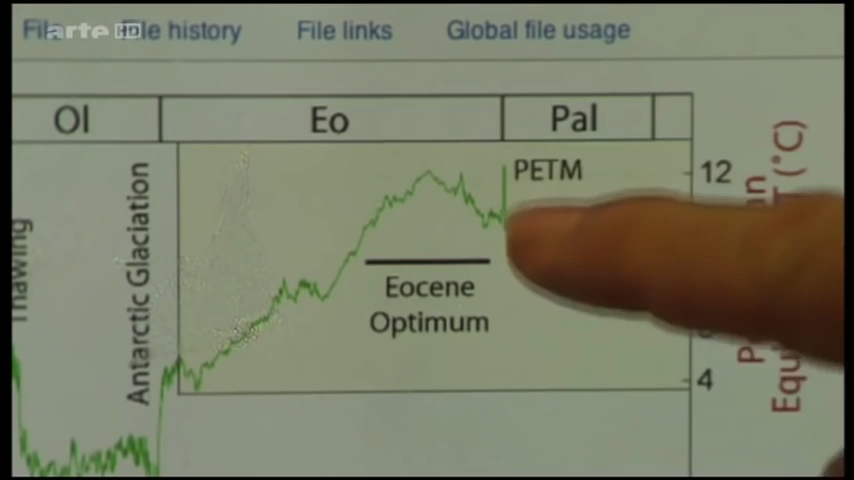 File
File history
File links
Global file usage
arte HD
Ol
Eo
Pal
PETM
12
Antarctic Glaciation
Thawing
Eocene
Optimum
4
(˚C)